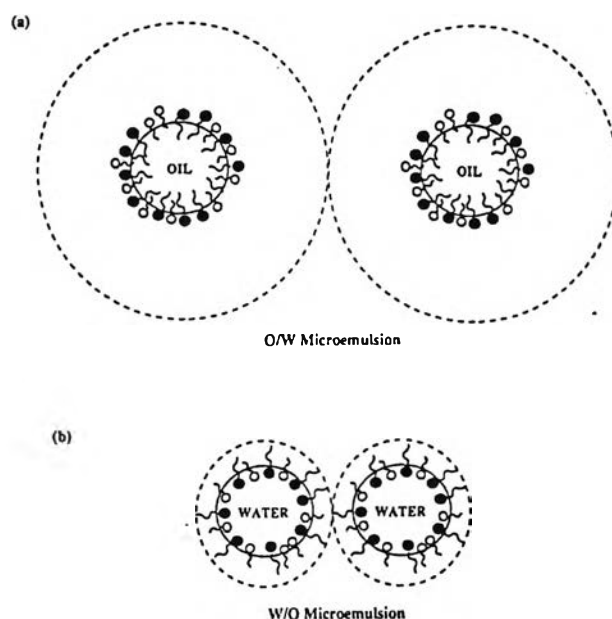 (a)
OIL
OIL
O/W Microemulsion
(b)
WATER
WATER
W/O Microemulsion